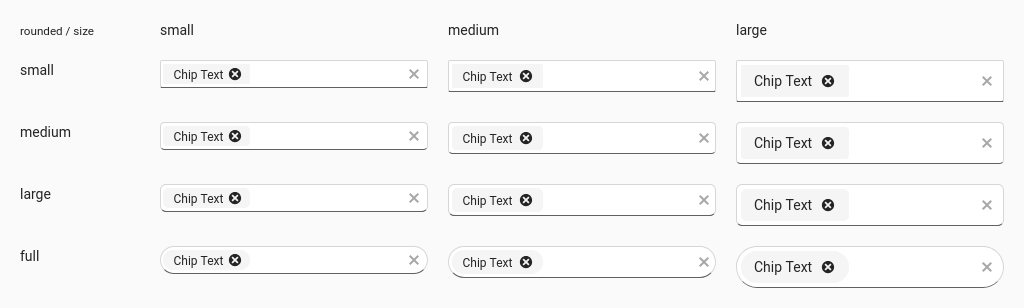 rounded / size small medium large
small Chip Text Chip Text Chip Text
medium Chip Text Chip Text Chip Text
large Chip Text Chip Text Chip Text
full Chip Text Chip Text Chip Text